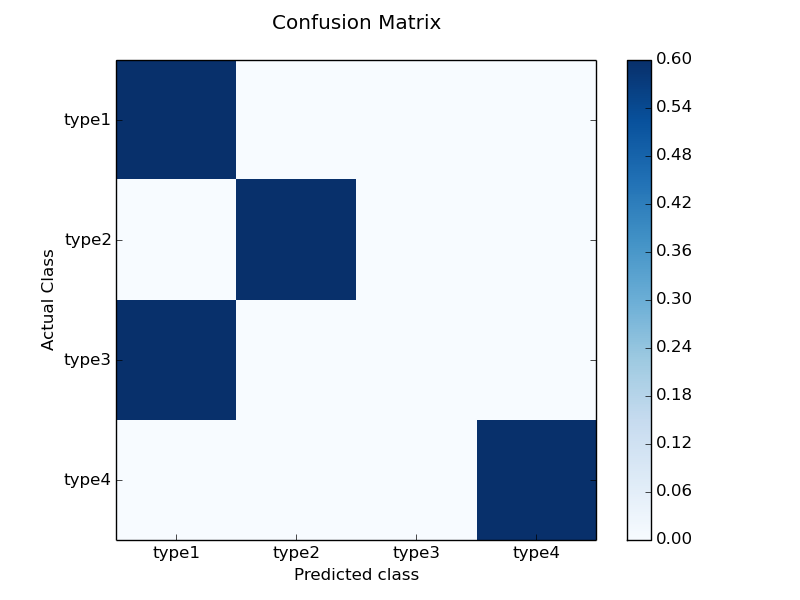 Confusion Matrix
Actual Class
type1
type2
type3
type4
type1 type2 type3 type4
Predicted class
0.60
0.54
0.48
0.42
0.36
0.30
0.24
0.18
0.12
0.06
0.00